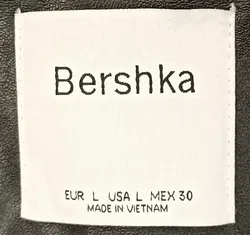 Bershka
EUR L USA L MEX 30
MADE IN VIETNAM